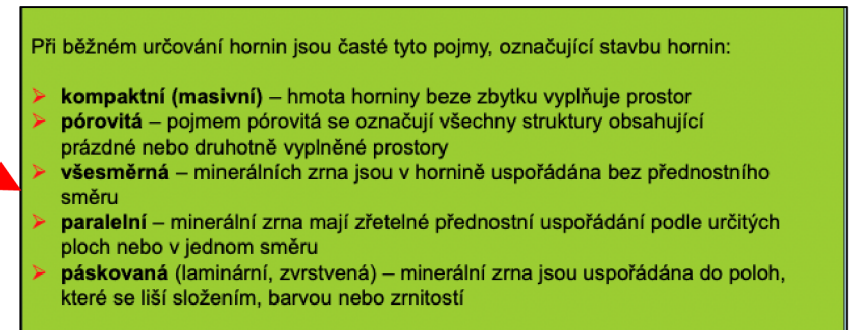 Při běžném určování hornin jsou časté tyto pojmy, označující stavbu hornin:
kompaktní (masivní) – hmota horniny beze zbytku vyplňuje prostor
pórovitá – pojmem pórovitá se označují všechny struktury obsahující
prázdné nebo druhotně vyplněné prostory
všesměrná – minerálních zrna jsou v hornině uspořádána bez přednostního
směru
paralelní – minerální zrna mají zřetelné přednostní uspořádání podle určitých
ploch nebo v jednom směru
páskovaná (laminární, zvrstvená) – minerální zrna jsou uspořádána do poloh,
které se liší složením, barvou nebo zrnitostí